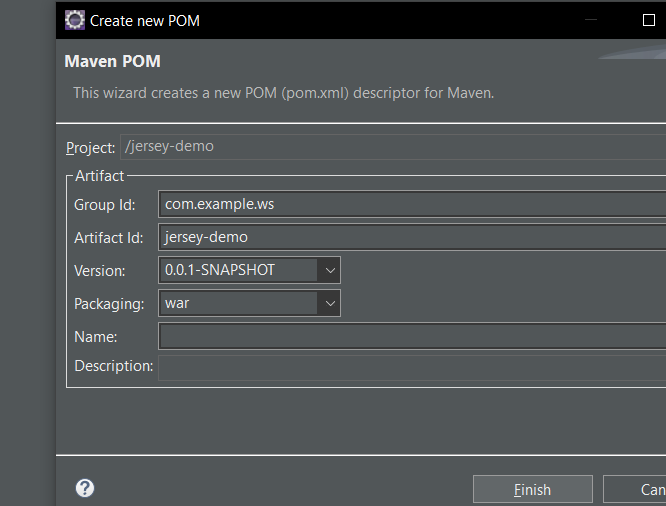 Create new POM
Maven POM
This wizard creates a new POM (pom.xml) descriptor for Maven.
Project: /jersey-demo
Artifact
Group Id: com.example.ws
Artifact Id: jersey-demo
Version: 0.0.1-SNAPSHOT
Packaging: war
Name:
Description:
? Finish Can